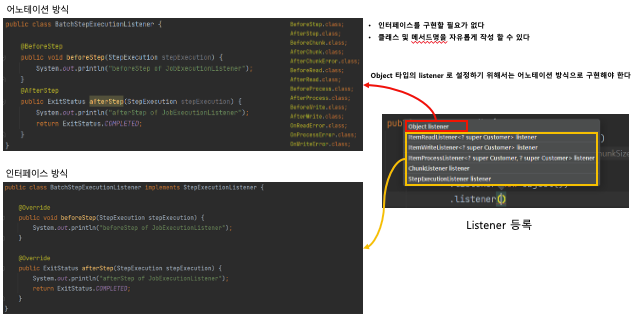 어노테이션 방식
public class BatchStepExecutionListener {
@BeforeStep
public void beforeStep(StepExecution stepExecution) {
System.out.println("beforeStep of JobExecutionListener");
}
@AfterStep
public ExitStatus afterStep(StepExecution stepExecution) {
System.out.println("afterStep of JobExecutionListener");
return ExitStatus.COMPLETED;
}
BeforeStep.class;
AfterStep.class;
BeforeChunk.class;
AfterChunk.class;
AfterChunkError.class;
BeforeRead.class;
AfterRead.class;
BeforeProcess.class;
AfterProcess.class;
BeforeWrite.class;
AfterWrite.class;
OnReadError.class;
OnProcessError.class;
OnWriteError.class;
• 인터페이스를 구현할 필요가 없다
• 클래스 및 메서드명을 자유롭게 작성 할 수 있다
Object 타입의 listener 로 설정하기 위해서는 어노테이션 방식으로 구현해야 한다
Object listener
ItemReadListener<? super Customer> listener
ItemWriteListener<? super Customer> listener
ItemProcessListener<? super Customer, ? super Customer> listener
ChunkListener listener
StepExecutionListener listener
.listener()
Listener 등록
인터페이스 방식
public class BatchStepExecutionListener implements StepExecutionListener {
@Override
public void beforeStep(StepExecution stepExecution) {
System.out.println("beforeStep of JobExecutionListener");
}
@Override
public ExitStatus afterStep(StepExecution stepExecution) {
System.out.println("afterStep of JobExecutionListener");
return ExitStatus.COMPLETED;
}
}